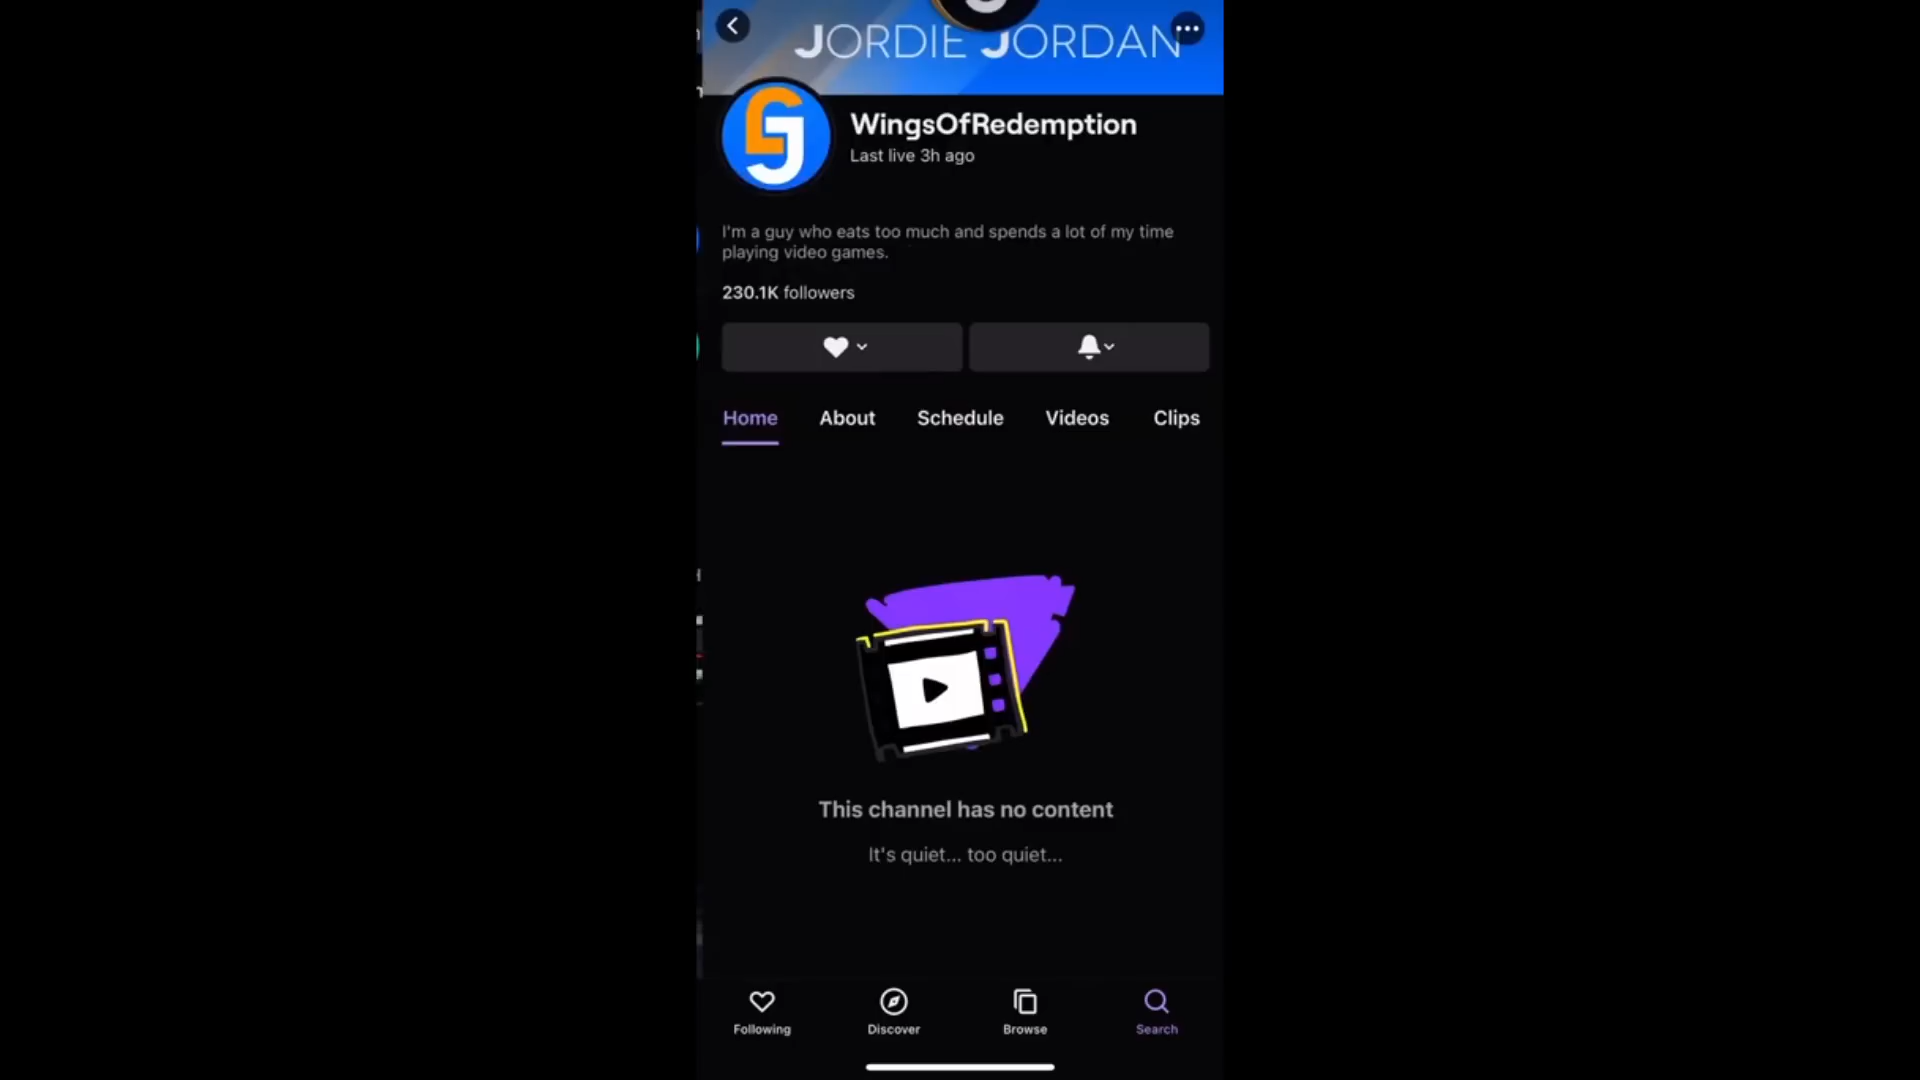 JORDIE JORDAN
WingsOfRedemption
Last live 3h ago
I'm a guy who eats too much and spends a lot of my time
playing video games.
230.1K followers
Home About Schedule Videos Clips
This channel has no content
It's quiet... too quiet...
Following Discover Browse Search